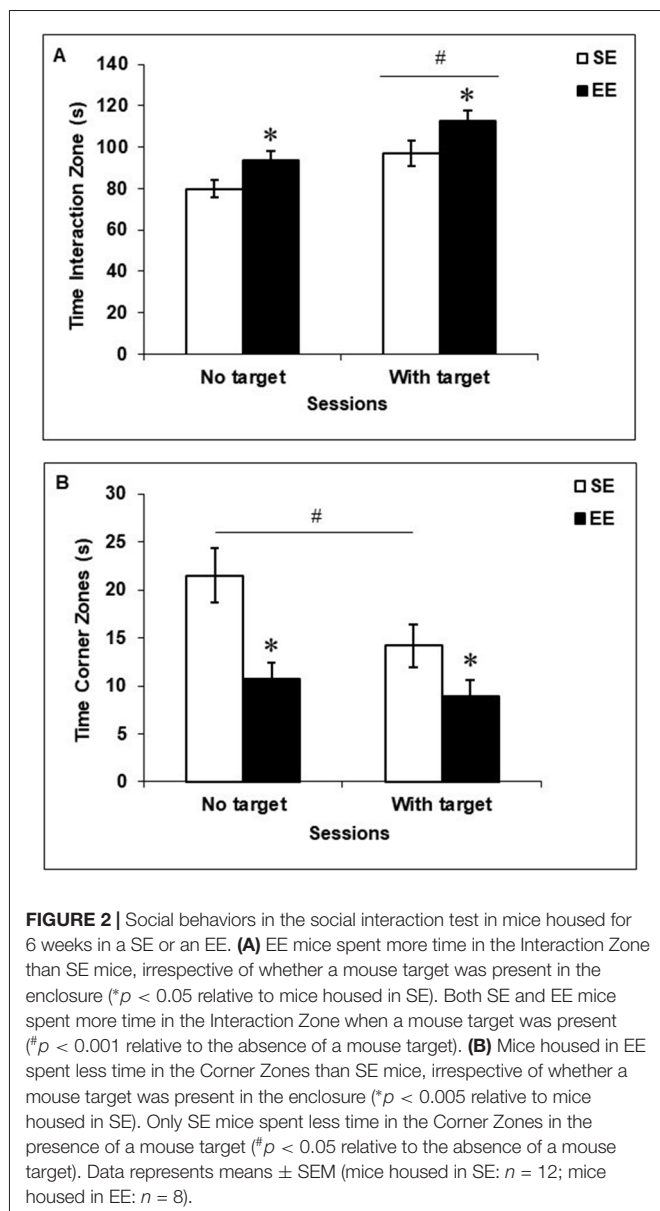 A
#
SE
EE
Time Interaction Zone (s)
140
120
100
80
60
40
20
0
*
*
No target
With target
Sessions
B
SE
EE
Time Corner Zones (s)
30
25
20
15
10
5
0
#
*
*
No target
With target
Sessions
FIGURE 2 | Social behaviors in the social interaction test in mice housed for
6 weeks in a SE or an EE. (A) EE mice spent more time in the Interaction Zone
than SE mice, irrespective of whether a mouse target was present in the
enclosure (*p < 0.05 relative to mice housed in SE). Both SE and EE mice
spent more time in the Interaction Zone when a mouse target was present
(#p < 0.001 relative to the absence of a mouse target). (B) Mice housed in EE
spent less time in the Corner Zones than SE mice, irrespective of whether a
mouse target was present in the enclosure (*p < 0.005 relative to mice
housed in SE). Only SE mice spent less time in the Corner Zones in the
presence of a mouse target (#p < 0.05 relative to the absence of a mouse
target). Data represents means ± SEM (mice housed in SE: n = 12; mice
housed in EE: n = 8).